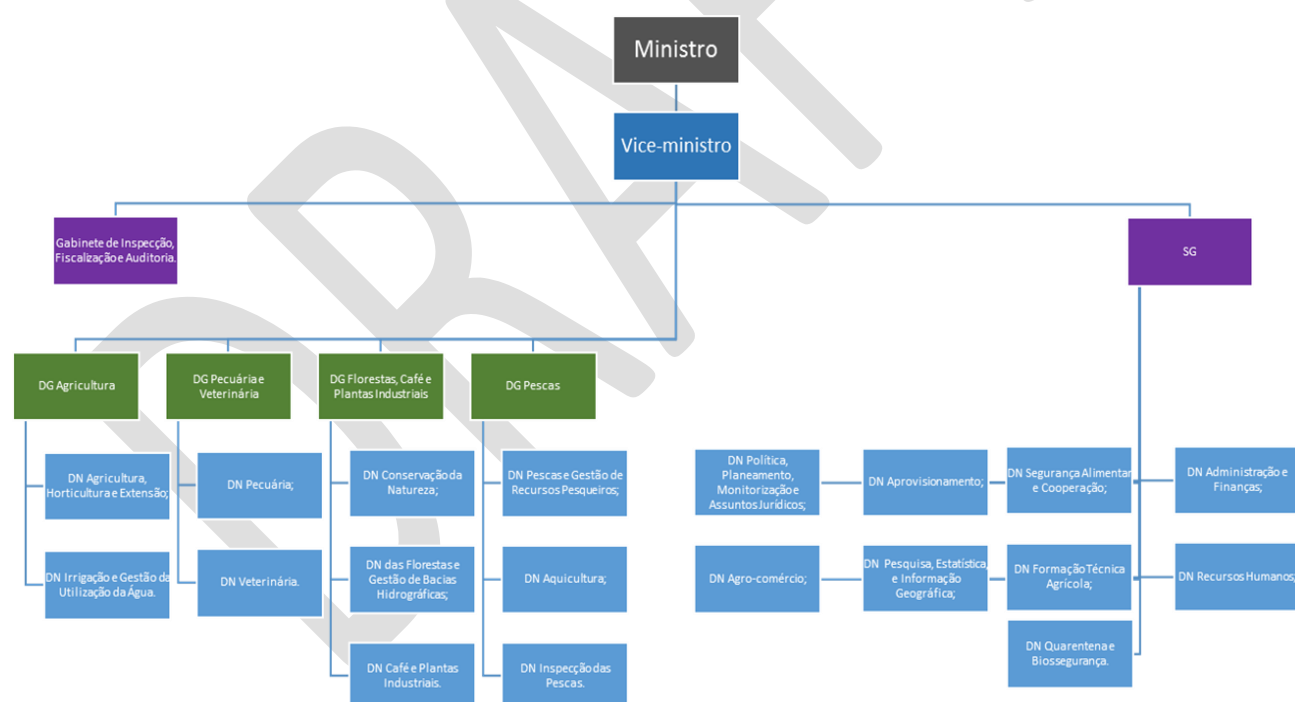 Ministro
Vice-ministro
Gabinete de Inspecção,
Fiscalização e Auditoria.
SG
DG Agricultura
DG Pecuária e
Veterinária
DG Florestas, Café e
Plantas Industriais
DG Pescas
DN Agricultura,
Horticultura e Extensão;
DN Pecuária;
DN Conservação da
Natureza;
DN Pescas e Gestão de
Recursos Pesqueiros;
DN Política,
Planeamento,
Monitorização e
Assuntos Jurídicos;
DN Aprovisionamento;
DN Segurança Alimentar
e Cooperação;
DN Administração e
Finanças;
DN Irrigação e Gestão da
Utilização da Água.
DN Veterinária.
DN das Florestas e
Gestão de Bacias
Hidrográficas;
DN Aquicultura;
DN Agro-comércio;
DN Pesquisa, Estatística,
e Informação
Geográfica;
DN Formação Técnica
Agrícola;
DN Recursos Humanos;
DN Café e Plantas
Industriais.
DN Inspecção das
Pescas.
DN Quarentena e
Biossegurança.
DRAFT